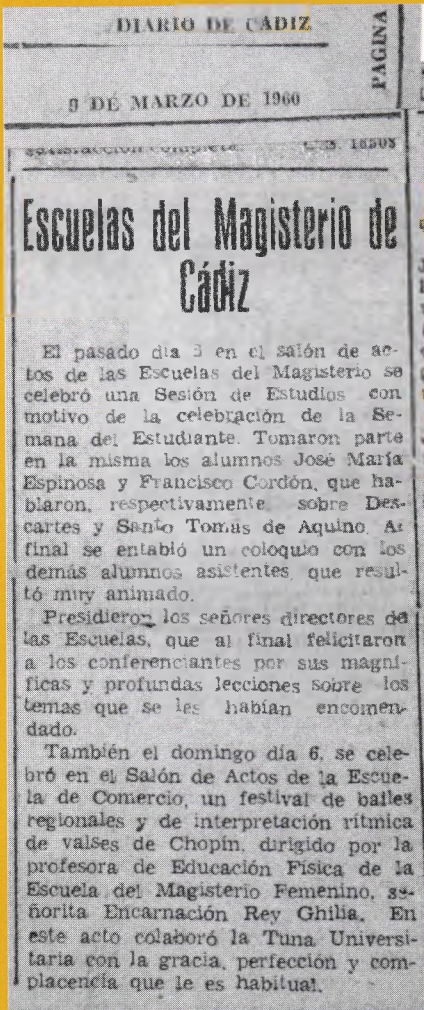 DIARIO DE CÁDIZ
PAGINA
9 DE MARZO DE 1960
satisfacción completa. 18503
Escuelas del Magisterio de
Cádiz
El pasado día 3 en el salón de ac-
tos de las Escuelas del Magisterio se
celebró una Sesión de Estudios con
motivo de la celebración de la Se-
mana del Estudiante. Tomaron parte
en la misma los alumnos José María
Espinosa y Francisco Cordón, que ha-
blaron, respectivamente sobre Des-
cartes y Santo Tomás de Aquino. Al
final se entabló un coloquio con los
demás alumnos asistentes que resul-
tó muy animado.
Presidieron los señores directores de
las Escuelas, que al final felicitaron
a los conferenciantes por sus magní-
ficas y profundas lecciones sobre los
temas que se les habían encomen-
dado.
También el domingo día 6, se cele-
bró en el Salón de Actos de la Escue-
la de Comercio, un festival de bailes
regionales y de interpretación rítmica
de valses de Chopin, dirigido por la
profesora de Educación Física de la
Escuela del Magisterio Femenino, se-
ñorita Encarnación Rey Ghilia. En
este acto colaboró la Tuna Universi-
taria con la gracia, perfección y com-
placencia que le es habitual.